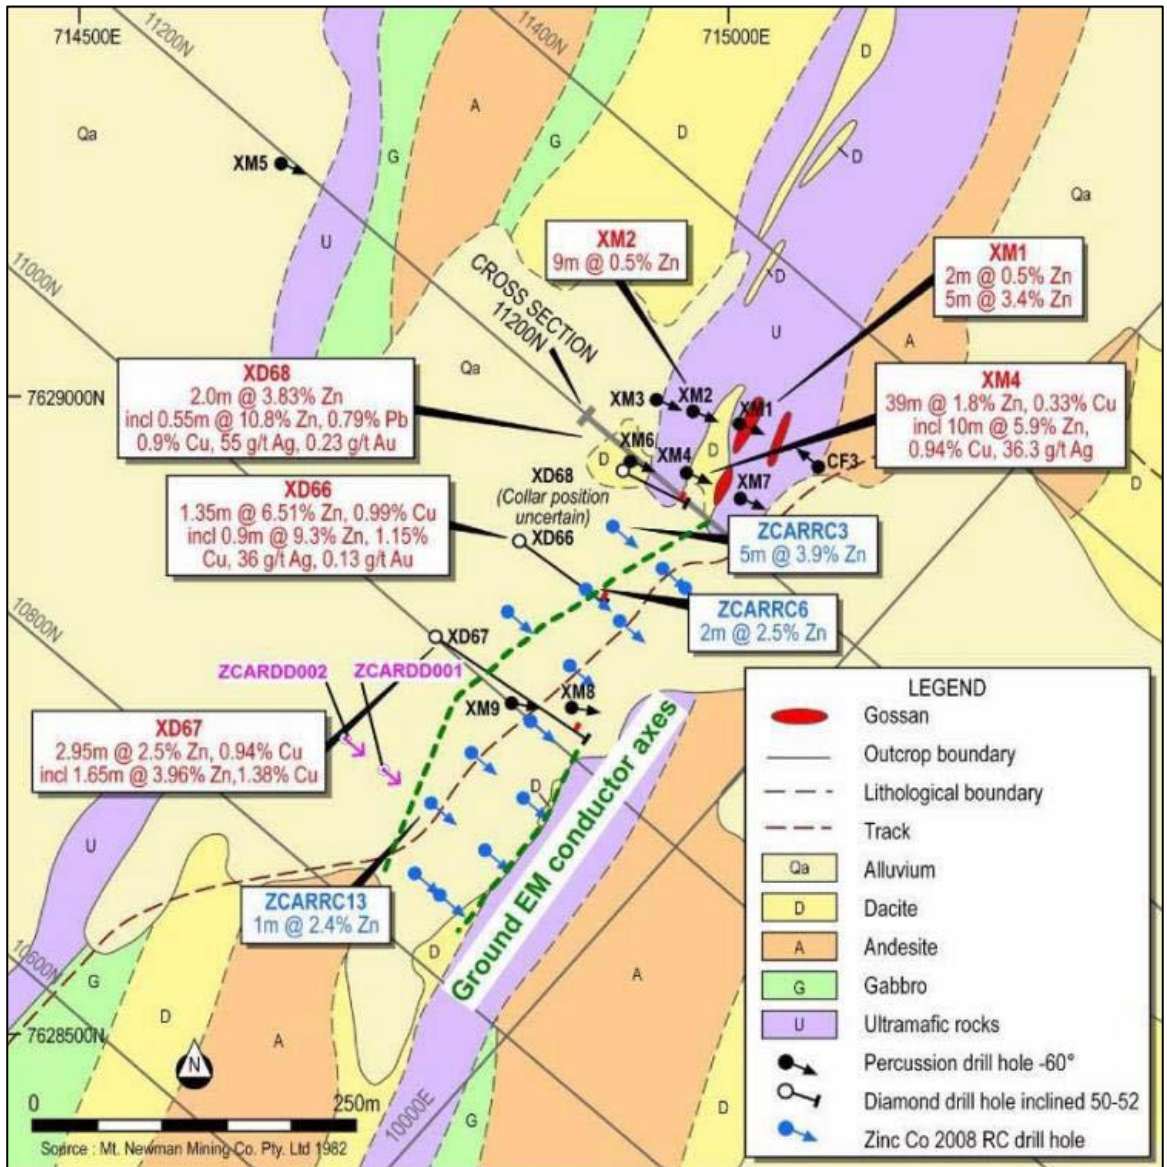 714500E
11200N
11400N
715000E
D
A
Qa
D
G
D
XM5
G
Qa
U
D
XM2
9m @ 0.5% Zn
XM1
2m @ 0.5% Zn
5m @ 3.4% Zn
11000N
CROSS SECTION
11200N
U
A
Qa
XD68
2.0m @ 3.83% Zn
incl 0.55m @ 10.8% Zn, 0.79% Pb
0.9% Cu, 55 g/t Ag, 0.23 g/t Au
XM4
39m @ 1.8% Zn, 0.33% Cu
incl 10m @ 5.9% Zn,
0.94% Cu, 36.3 g/t Ag
7629000N
XM3
XM2
XM1
XM6
D
D
XM4
CF3
XD68
(Collar position
uncertain)
XM7
D
XD66
1.35m @ 6.51% Zn, 0.99% Cu
incl 0.9m @ 9.3% Zn, 1.15%
Cu, 36 g/t Ag, 0.13 g/t Au
XD66
ZCARRC3
5m @ 3.9% Zn
10800N
ZCARRC6
2m @ 2.5% Zn
XD67
ZCARDD002
ZCARDD001
XM9
XM8
XD67
2.95m @ 2.5% Zn, 0.94% Cu
incl 1.65m @ 3.96% Zn,1.38% Cu
D
U
Ground EM conductor axes
ZCARRC13
1m @ 2.4% Zn
10600N
D
G
D
A
A
7628500N
N
0
250m
10000E
G
D
Source : Mt. Newman Mining Co. Pty. Ltd 1982
LEGEND
Gossan
Outcrop boundary
Lithological boundary
Track
Qa Alluvium
D Dacite
A Andesite
G Gabbro
U Ultramafic rocks
Percussion drill hole -60°
Diamond drill hole inclined 50-52
Zinc Co 2008 RC drill hole